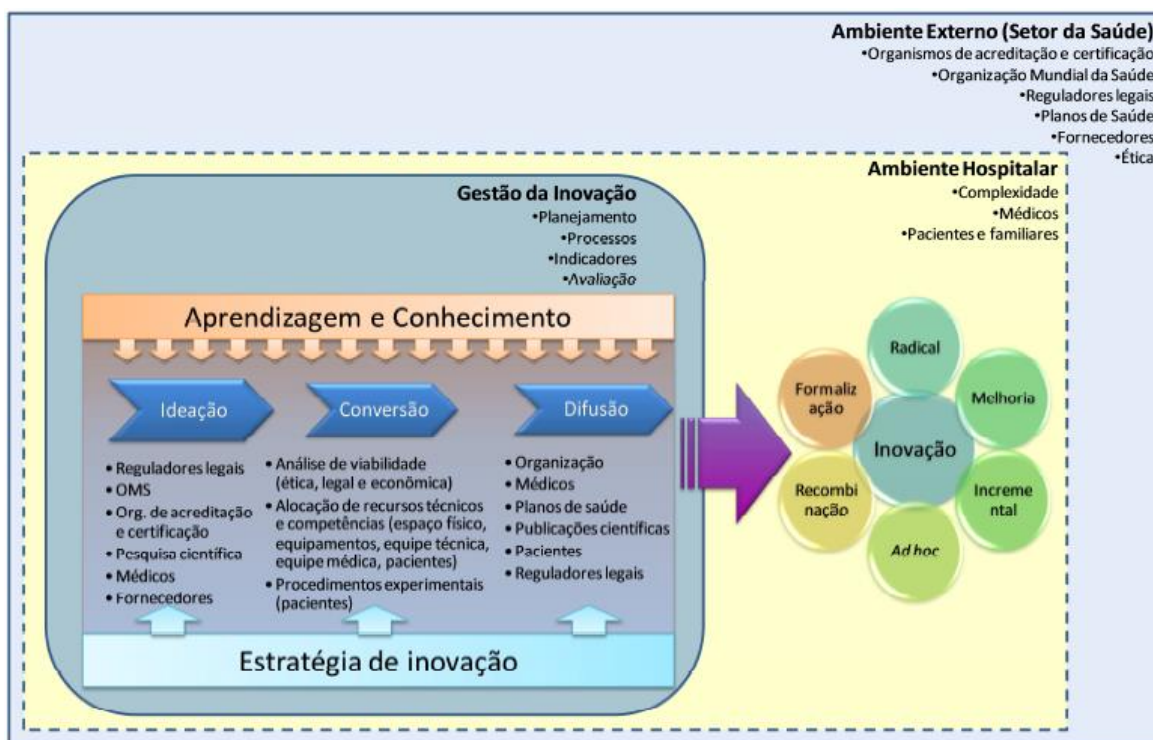 Ambiente Externo (Setor da Saúde)
•Organismos de acreditação e certificação
•Organização Mundial da Saúde
•Reguladores legais
•Planos de Saúde
•Fornecedores
•Ética
Ambiente Hospitalar
•Complexidade
•Médicos
•Pacientes e familiares
Gestão da Inovação
•Planejamento
•Processos
•Indicadores
•Avaliação
Aprendizagem e Conhecimento
Ideação
Conversão
Difusão
• Reguladores legais
• OMS
• Org. de acreditação
e certificação
• Pesquisa científica
• Médicos
• Fornecedores
• Análise de viabilidade
(ética, legal e econômica)
• Alocação de recursos técnicos
e competências (espaço físico,
equipamentos, equipe técnica,
equipe médica, pacientes)
• Procedimentos experimentais
(pacientes)
• Organização
• Médicos
• Planos de saúde
• Publicações científicas
• Pacientes
• Reguladores legais
Estratégia de inovação
Radical
Formaliz
ação
Melhoria
Inovação
Recombi
nação
Increme
ntal
Ad hoc